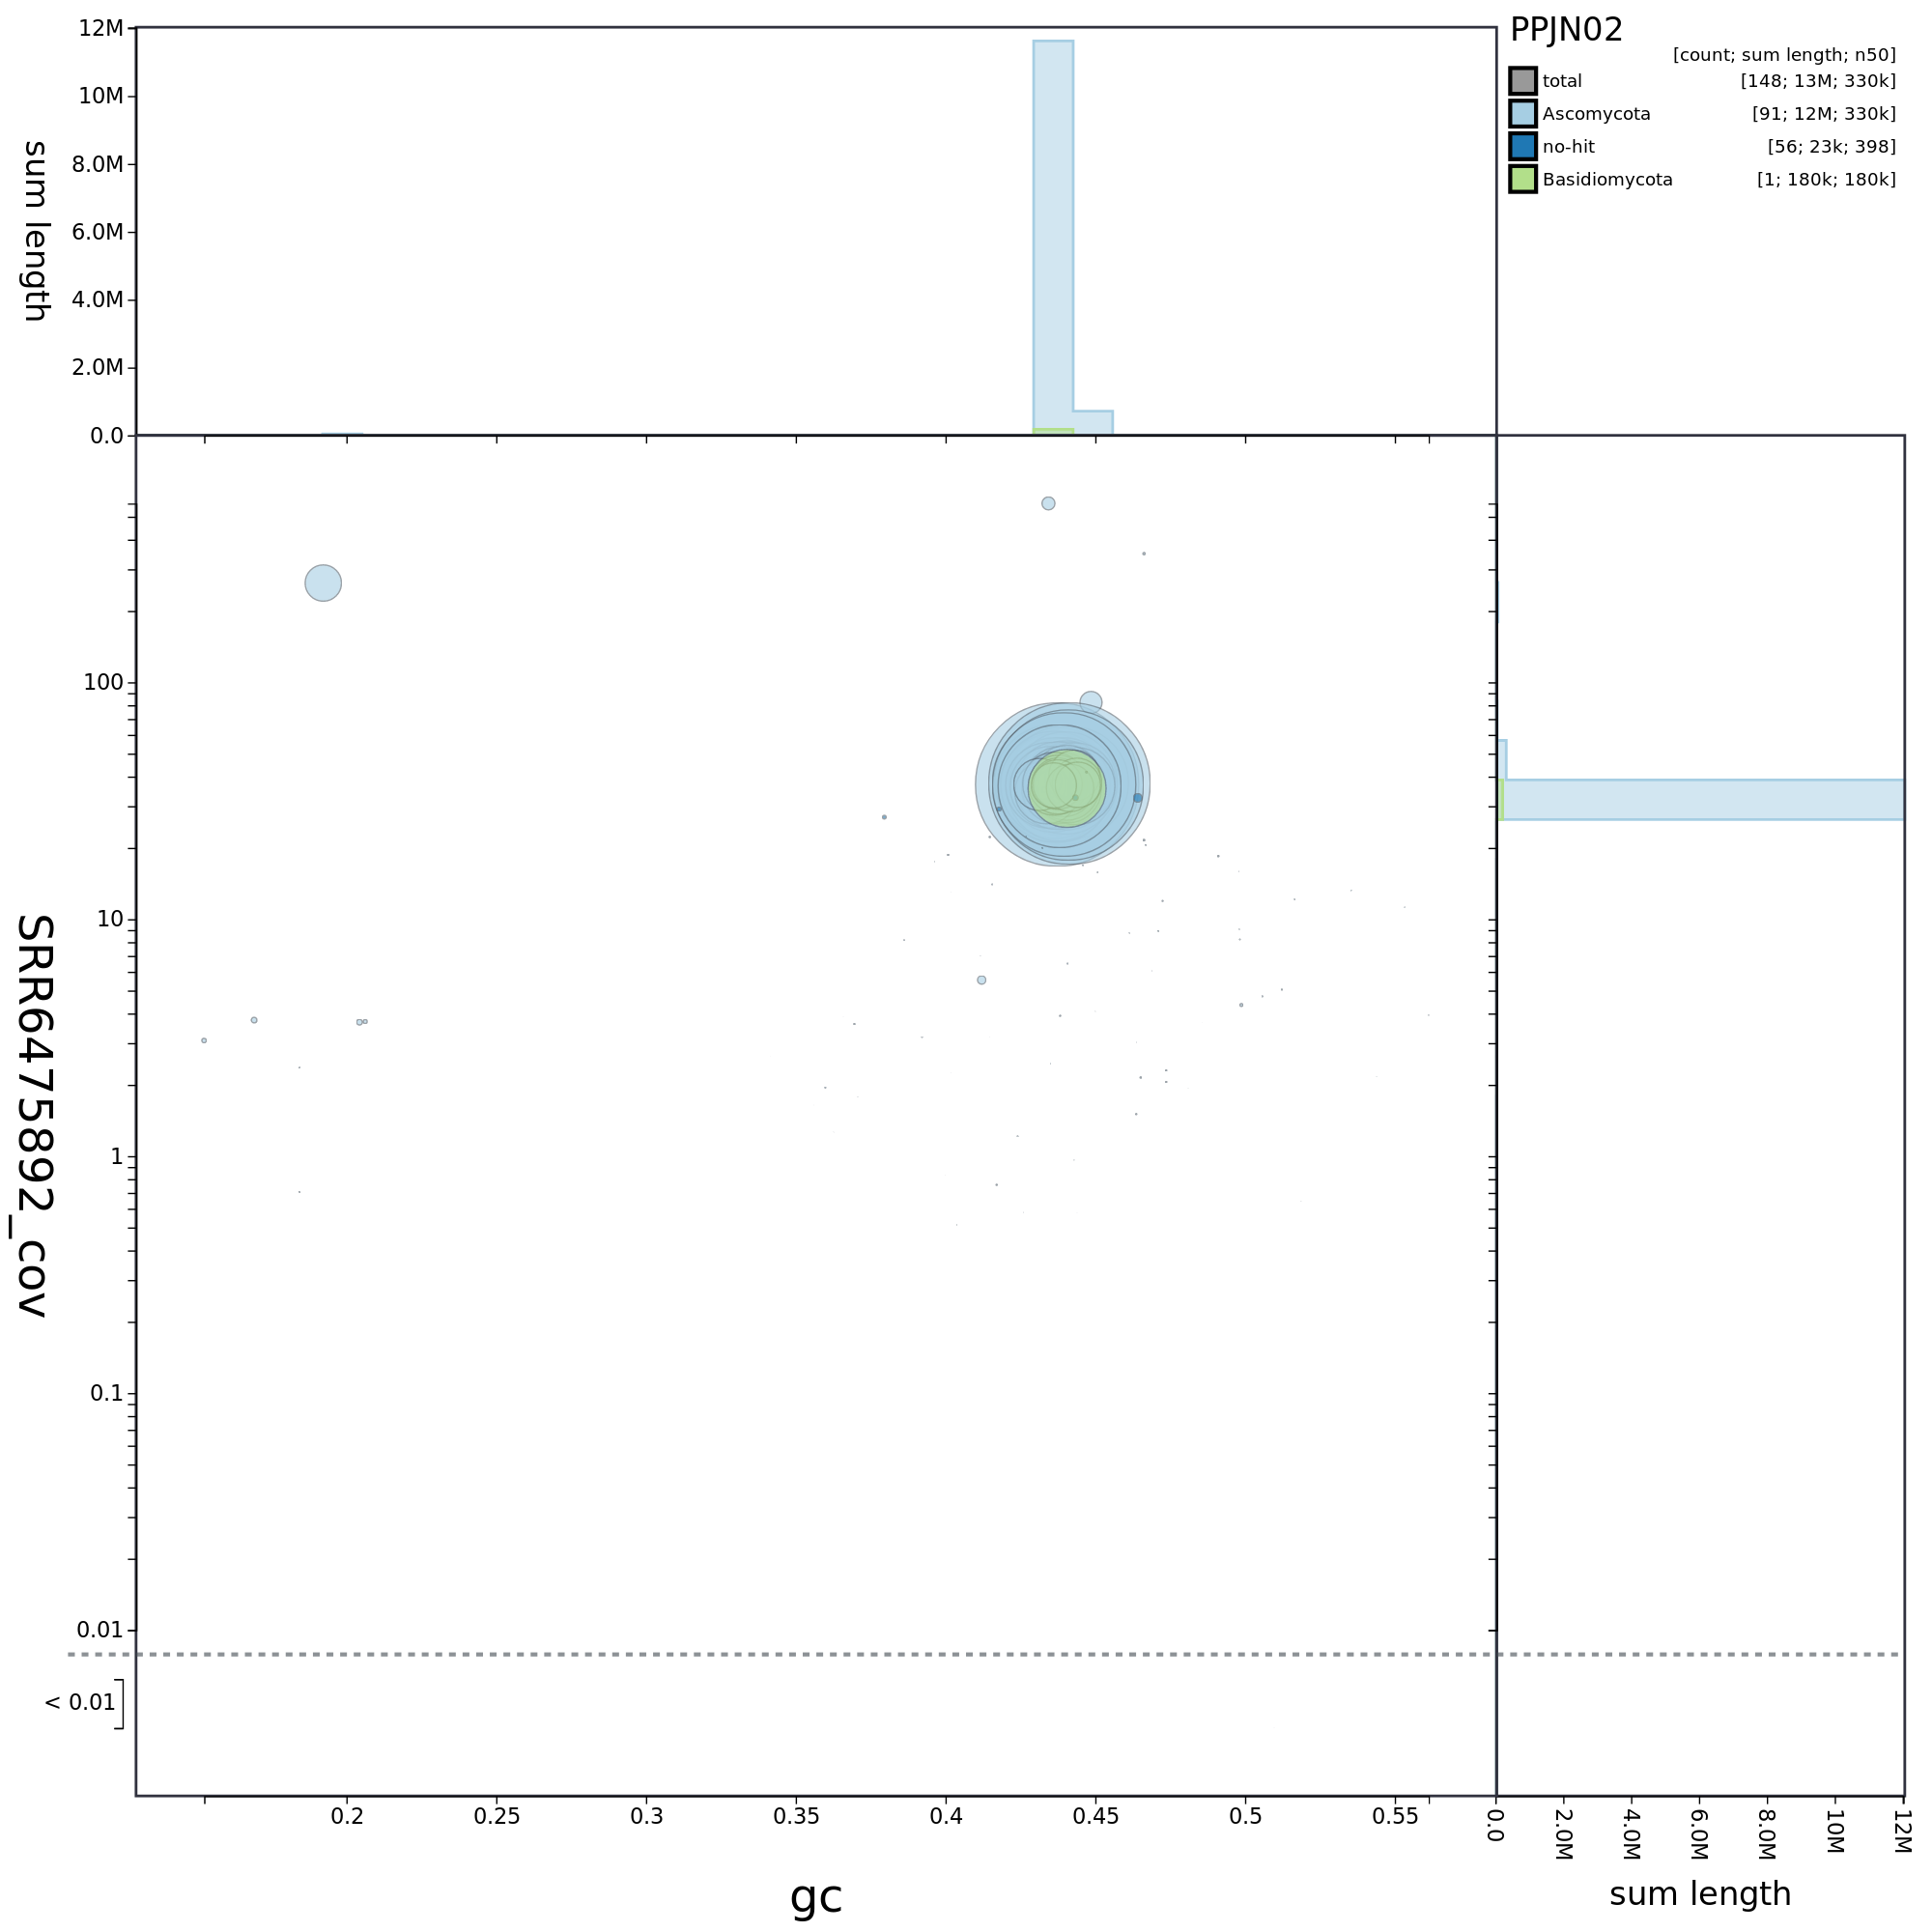 PPJN02
[count; sum length; n50]
total [148; 13M; 330k]
Ascomycota [91; 12M; 330k]
no-hit [56; 23k; 398]
Basidiomycota [1; 180k; 180k]
12M
10M
8.0M
6.0M
4.0M
2.0M
0.0
sum length
100
10
1
0.1
0.01
< 0.01
SRR6475892_cov
0.2 0.25 0.3 0.35 0.4 0.45 0.5 0.55
gc
0.0 2.0M 4.0M 6.0M 8.0M 10M 12M
sum length